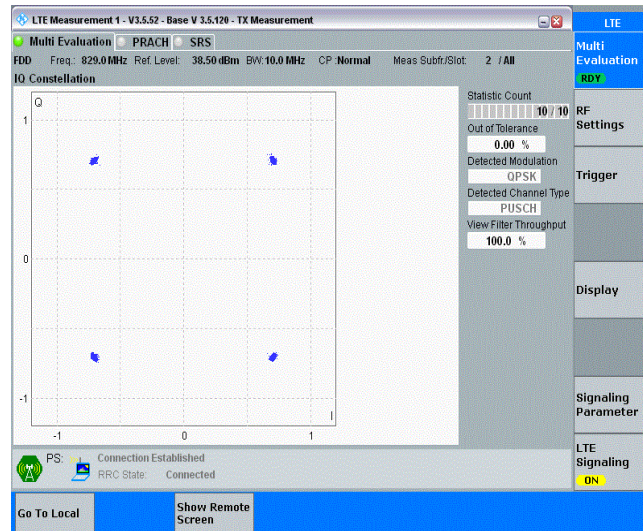 LTE Measurement 1 - V3.5.52 - Base V 3.5.120 - TX Measurement
LTE
Multi Evaluation PRACH SRS
Multi
Evaluation
RDY
FDD Freq.: 829.0 MHz Ref. Level: 38.50 dBm BW: 10.0 MHz CP :Normal Meas Subfr./Slot: 2 / All
IQ Constellation
Q
1
0
-1
I
-1 0 1
Statistic Count
10 / 10
Out of Tolerance
0.00 %
Detected Modulation
QPSK
Detected Channel Type
PUSCH
View Filter Throughput
100.0 %
RF
Settings
Trigger
Display
Signaling
Parameter
LTE
Signaling
ON
PS: Connection Established
RRC State: Connected
Go To Local
Show Remote
Screen